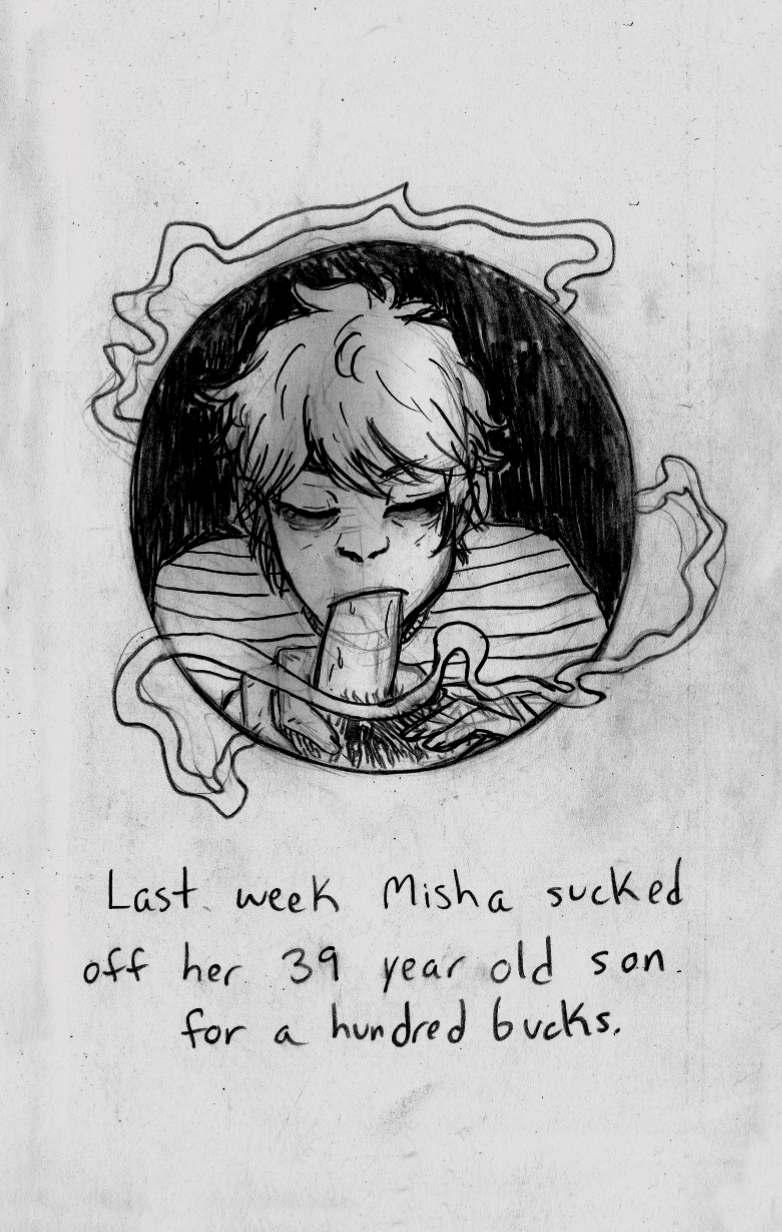 Last week Misha sucked
off her 39 year old son.
for a hundred bucks.